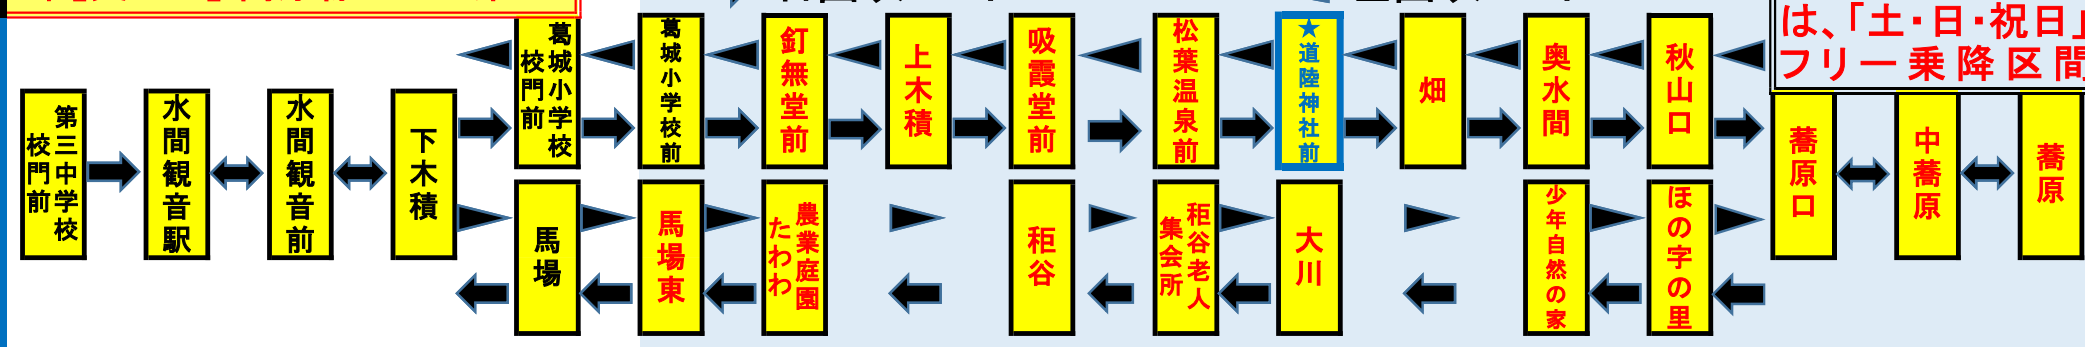 は、「土・日・祝日」
フリー乗降区間
第三中学校
校門前
水間観音駅
水間観音前
下木積
葛城小学校
校門前
葛城小学校前
釘無堂前
上木積
吸霞堂前
松葉温泉前
★道陸神社前
畑
奥水間
秋山口
馬場
馬場東
農業庭園
たわわ
秬谷
秬谷老人
集会所
大川
少年自然の家
ほの字の里
蕎原口
中蕎原
蕎原